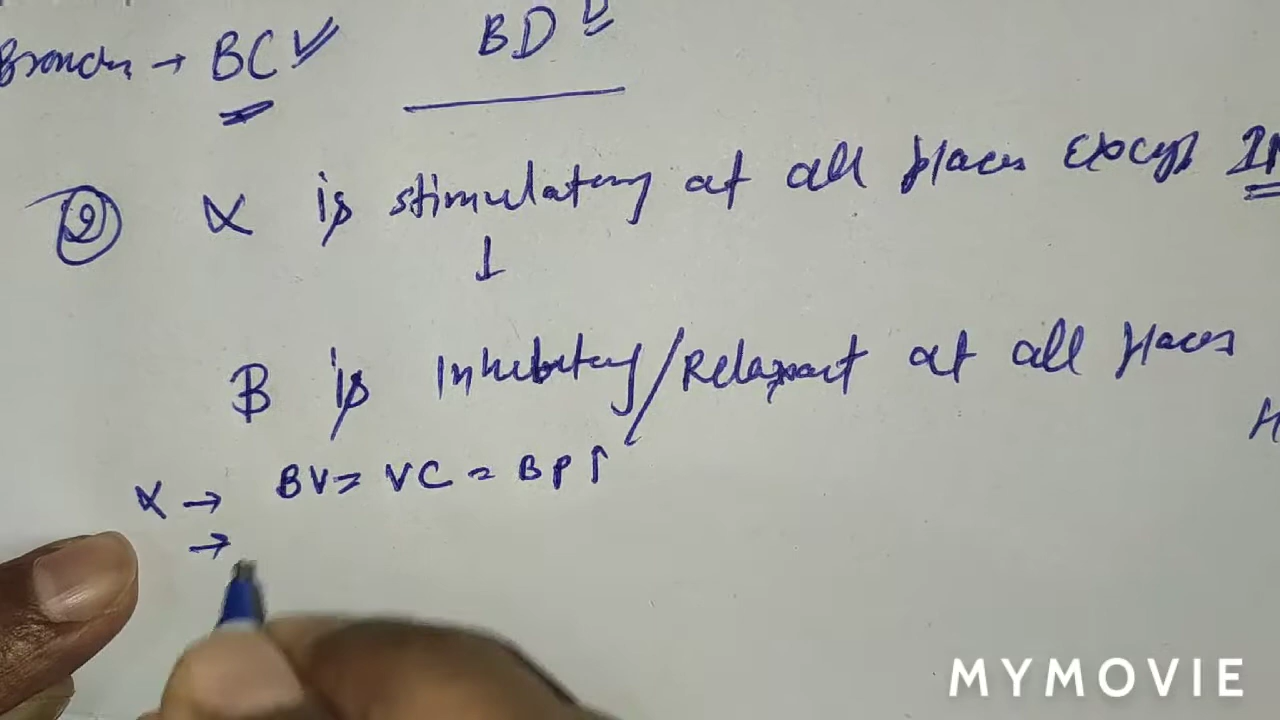 Bronchi → BC BD
② α is stimulatory at all places except
↓
B is Inhibitory/Relaxant at all places
H
α → BV = VC = BP↑
→
MYMOVIE